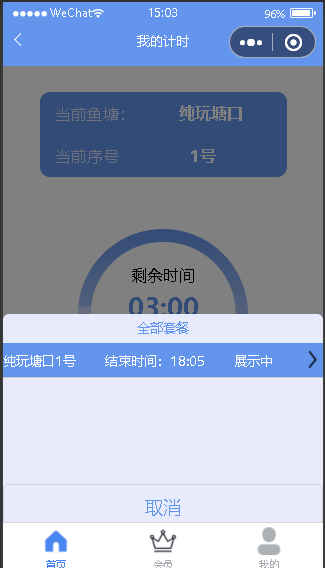 WeChat 15:03 96%
我的计时
当前鱼塘: 纯玩塘口
当前序号 1号
剩余时间
03:00
全部套餐
纯玩塘口1号 结束时间: 18:05 展示中
取消
首页 会员 我的